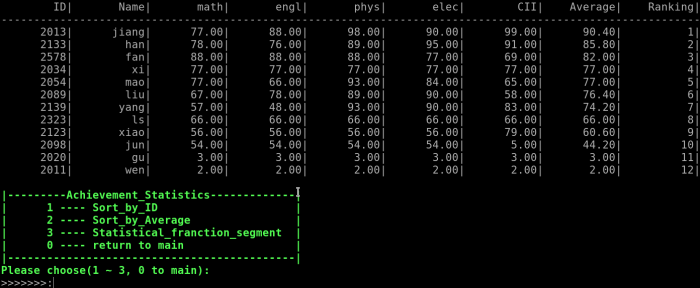 ID| Name| math| engl| phys| elec| CII| Average| Ranking|
2013| jiang| 77.00| 88.00| 98.00| 90.00| 99.00| 90.40| 1|
2133| han| 78.00| 76.00| 89.00| 95.00| 91.00| 85.80| 2|
2578| fan| 88.00| 88.00| 88.00| 77.00| 69.00| 82.00| 3|
2034| xi| 77.00| 77.00| 77.00| 77.00| 77.00| 77.00| 4|
2054| mao| 77.00| 66.00| 93.00| 84.00| 65.00| 77.00| 5|
2089| liu| 67.00| 78.00| 89.00| 90.00| 58.00| 76.40| 6|
2139| yang| 57.00| 48.00| 93.00| 90.00| 83.00| 74.20| 7|
2323| ls| 66.00| 66.00| 66.00| 66.00| 66.00| 66.00| 8|
2123| xiao| 56.00| 56.00| 56.00| 56.00| 79.00| 60.60| 9|
2098| jun| 54.00| 54.00| 54.00| 54.00| 5.00| 44.20| 10|
2020| gu| 3.00| 3.00| 3.00| 3.00| 3.00| 3.00| 11|
2011| wen| 2.00| 2.00| 2.00| 2.00| 2.00| 2.00| 12|
|---------Achievement_Statistics-------------|
| 1 ---- Sort_by_ID |
| 2 ---- Sort_by_Average |
| 3 ---- Statistical_franction_segment |
| 0 ---- return to main |
|--------------------------------------------|
Please choose(1 ~ 3, 0 to main):
>>>>>>>: